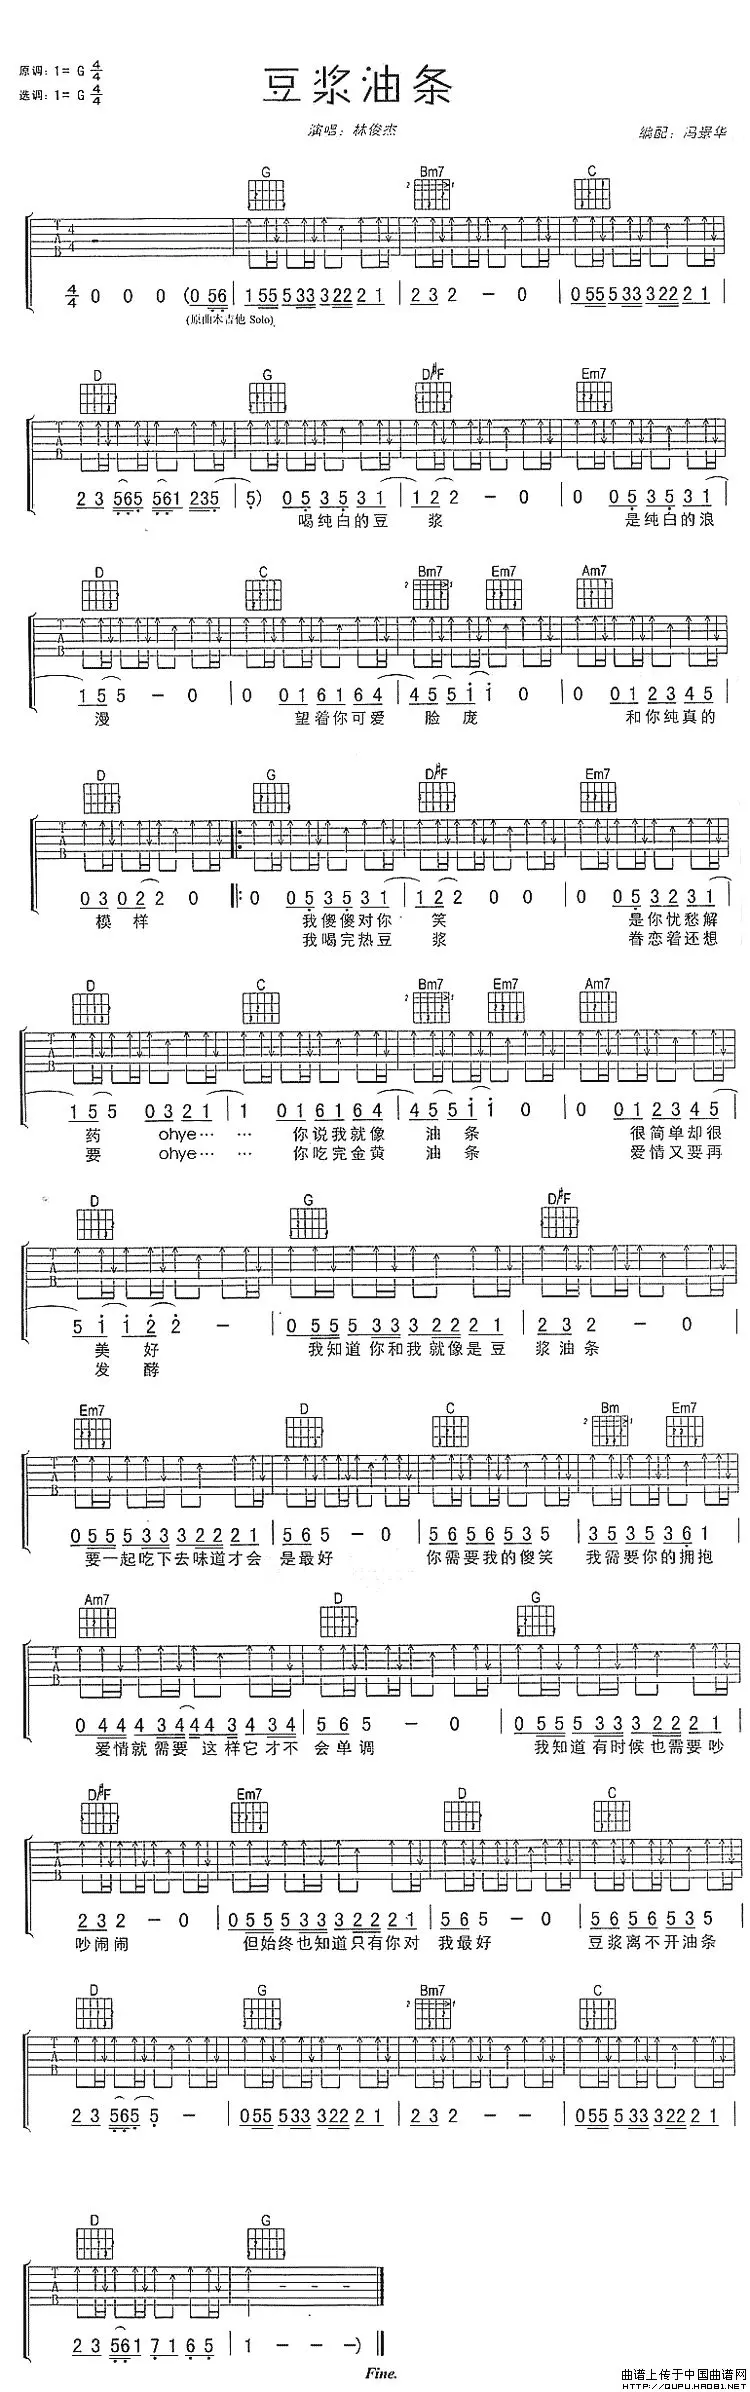 豆浆油条
原调：1= G 4/4
选调：1= G 4/4
演唱：林俊杰
编配：冯景华
G Bm7 C
T A B 4 4
4/4 0 0 0 (0 56 | 1 55 5 33 3 22 2 1 | 2 3 2 - 0 | 0 55 5 33 3 22 2 1 |
(原曲木吉他 Solo)
D G D/#F Em7
T A B
2 3 565 561 235 | 5) 0 5 3 5 3 1 | 1 2 2 - 0 | 0 0 5 3 5 3 1 |
喝纯白的豆 浆 是纯白的浪
D C Bm7 Em7 Am7
T A B
1 5 5 - 0 | 0 0 1 6 1 6 4 | 4 5 5 i i 0 | 0 0 1 2 3 4 5 |
漫 望着你可爱 脸 庞 和你纯真的
D G D/#F Em7
T A B
0 3 0 2 2 0 |: 0 0 5 3 5 3 1 | 1 2 2 0 0 | 0 0 5 3 2 3 1 |
模 样 我傻傻对你 笑 是你忧愁解
我喝完热豆 浆 眷恋着还想
D C Bm7 Em7 Am7
T A B
1 5 5 0 3 2 1 | 1 0 1 6 1 6 4 | 4 5 5 i i 0 | 0 0 1 2 3 4 5 |
药 ohye… … 你说我就像 油 条 很简单却很
要 ohye… … 你吃完金黄 油 条 爱情又要再
D G D/#F
T A B
5 i i 2 2 - | 0 5 5 5 3 3 3 2 2 2 2 1 | 2 3 2 - 0 |
美 好 我知道你和我就像是豆 浆油条
发 酵
Em7 D C Bm Em7
T A B
0 5 5 5 3 3 3 2 2 2 2 1 | 5 6 5 - 0 | 5 6 5 6 5 3 5 | 3 5 3 5 3 6 1 |
要一起吃下去味道才会 是最好 你需要我的傻笑 我需要你的拥抱
Am7 D G
T A B
0 4 4 4 3 4 4 4 3 4 3 4 | 5 6 5 - 0 | 0 5 5 5 3 3 3 2 2 2 2 1 |
爱情就需要 这样它才不 会单调 我知道有时候也需要吵
D/#F Em7 D C
T A B
2 3 2 - 0 | 0 5 5 5 3 3 3 2 2 2 2 1 | 5 6 5 - 0 | 5 6 5 6 5 3 5 |
吵闹闹 但始终也知道只有你对 我最好 豆浆离不开油条
D G Bm7 C
T A B
2 3 565 5 - | 0 55 5 33 3 22 2 1 | 2 3 2 - - | 0 55 5 33 3 22 2 1 |
D G
T A B
2 3 561 7 1 6 5 | 1 - - -) ||
Fine.
曲谱上传于中国曲谱网
HTTP://QUPU.HAO81.NET